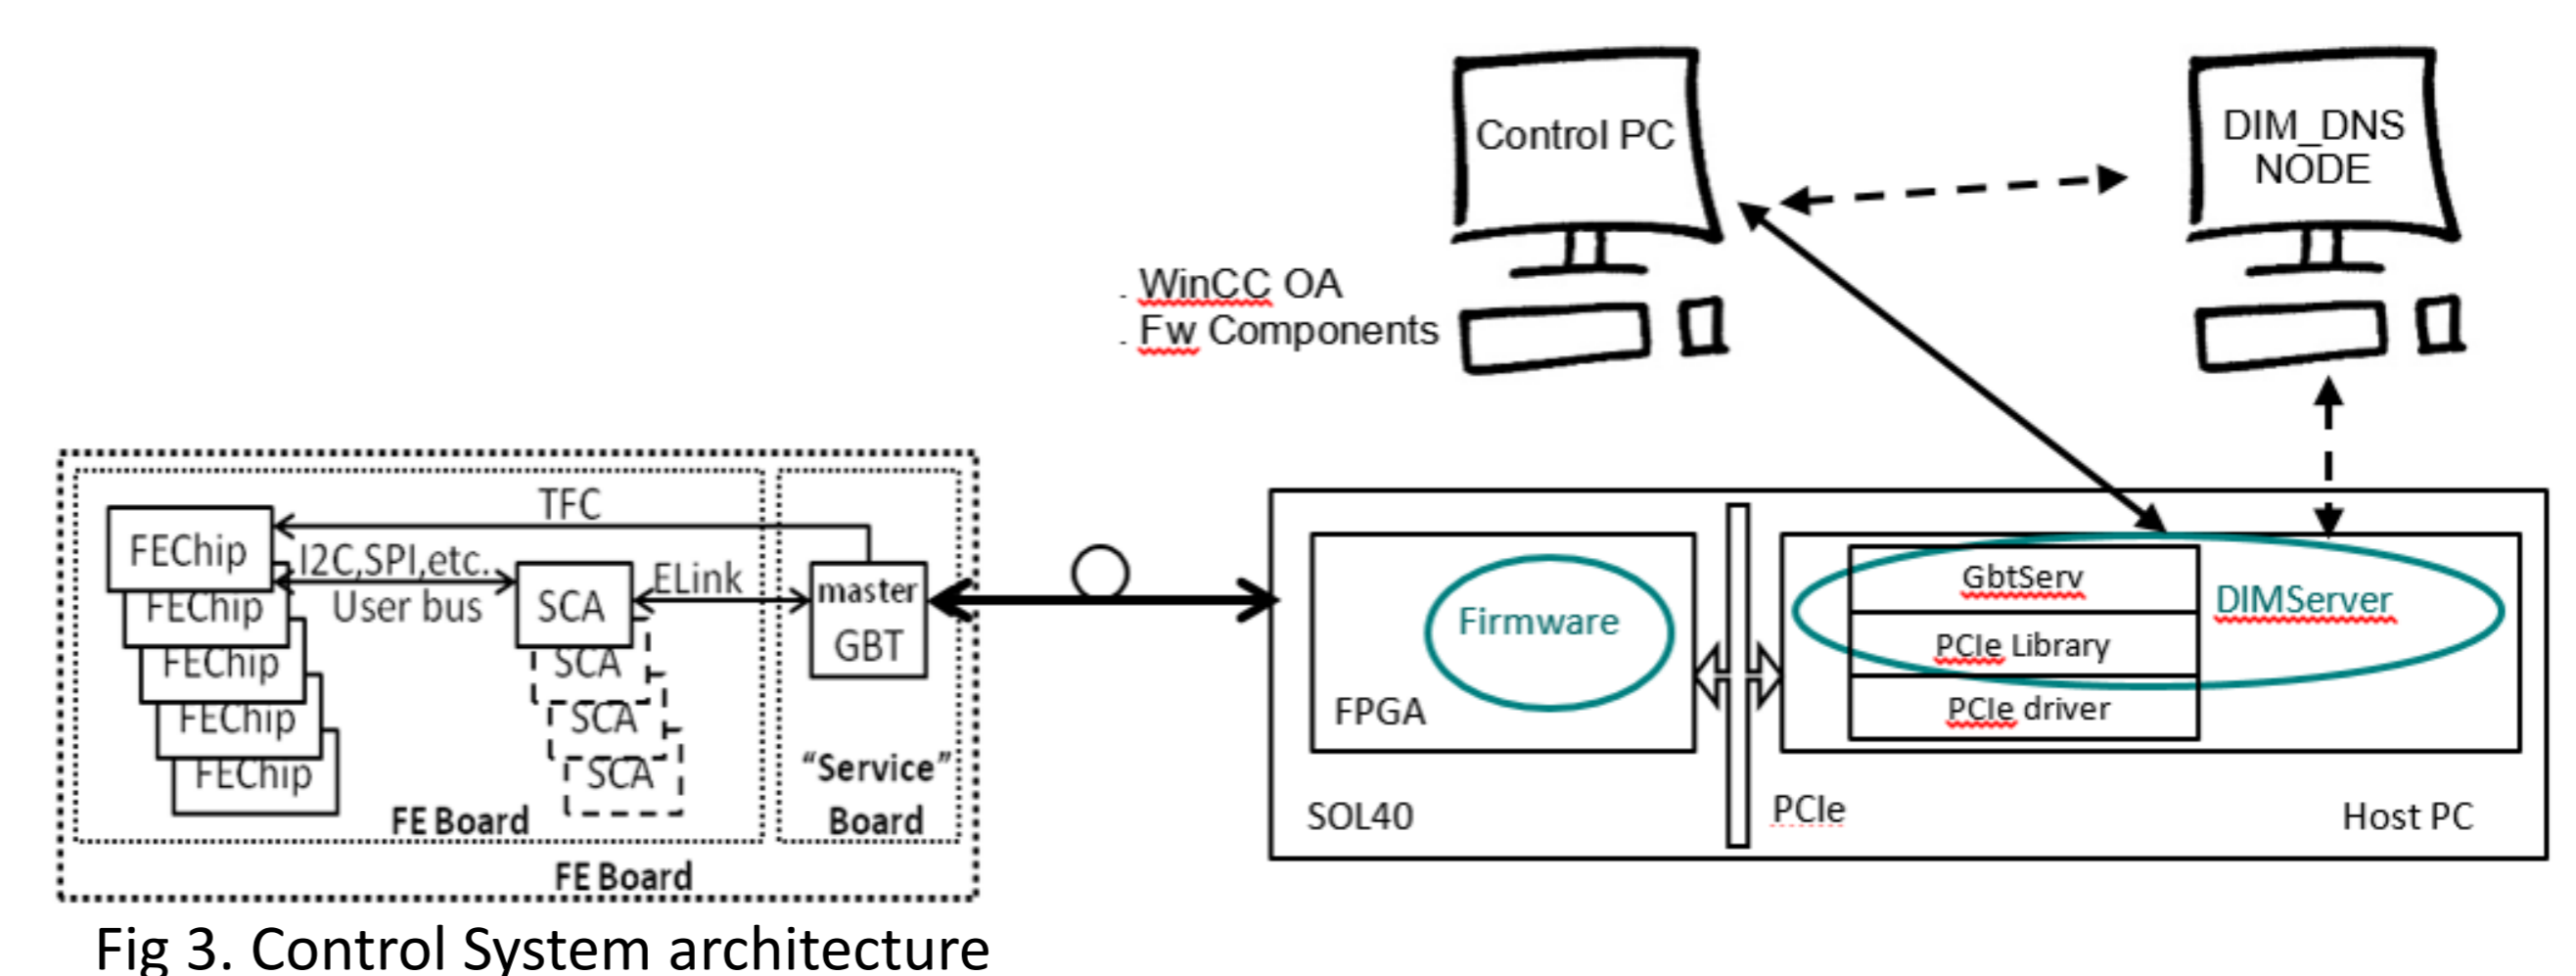 Control PC
DIM_DNS
NODE
. WinCC OA
. Fw Components
TFC
FEChip
I2C,SPI,etc.
User bus
SCA
ELink
master
GBT
FEChip
FEChip
FEChip
FEChip
SCA
SCA
SCA
"Service"
Board
FE Board
FE Board
Firmware
FPGA
SOL40
GbtServ
PCIe Library
PCIe driver
DIMServer
PCIe
Host PC
Fig 3. Control System architecture